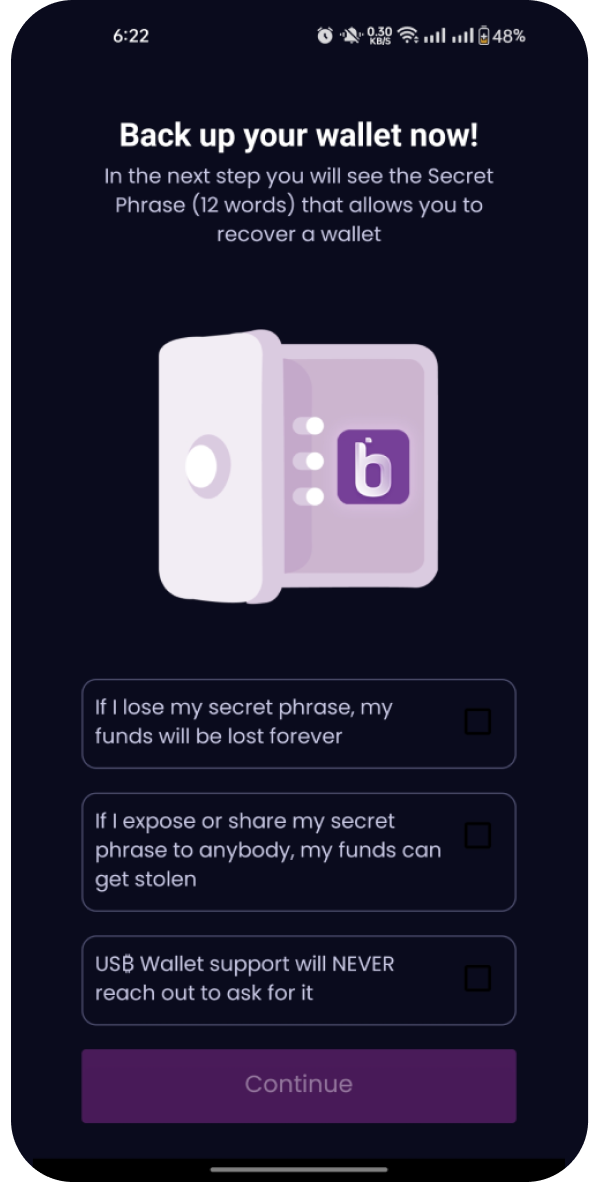 6:22
0.30
KB/S
48%
Back up your wallet now!
In the next step you will see the Secret
Phrase (12 words) that allows you to
recover a wallet
b
If I lose my secret phrase, my
funds will be lost forever
If I expose or share my secret
phrase to anybody, my funds can
get stolen
US₿ Wallet support will NEVER
reach out to ask for it
Continue